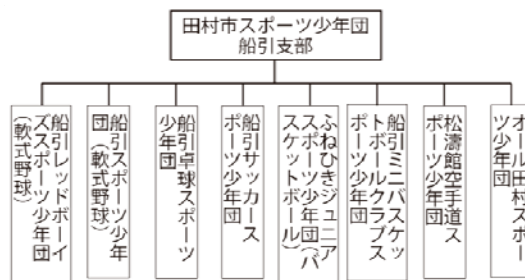 田村市スポーツ少年団
船引支部
船引レッドボーイ
ズスポーツ少年団
（軟式野球）
船引スポーツ少年
団（軟式野球）
船引卓球スポーツ
少年団
船引サッカース
ポーツ少年団
ふねひきジュニア
スポーツ少年団（バ
スケットボール）
船引ミニバスケッ
トボールクラブス
ポーツ少年団
松濤館空手道ス
ポーツ少年団
オール田村スポー
ツ少年団